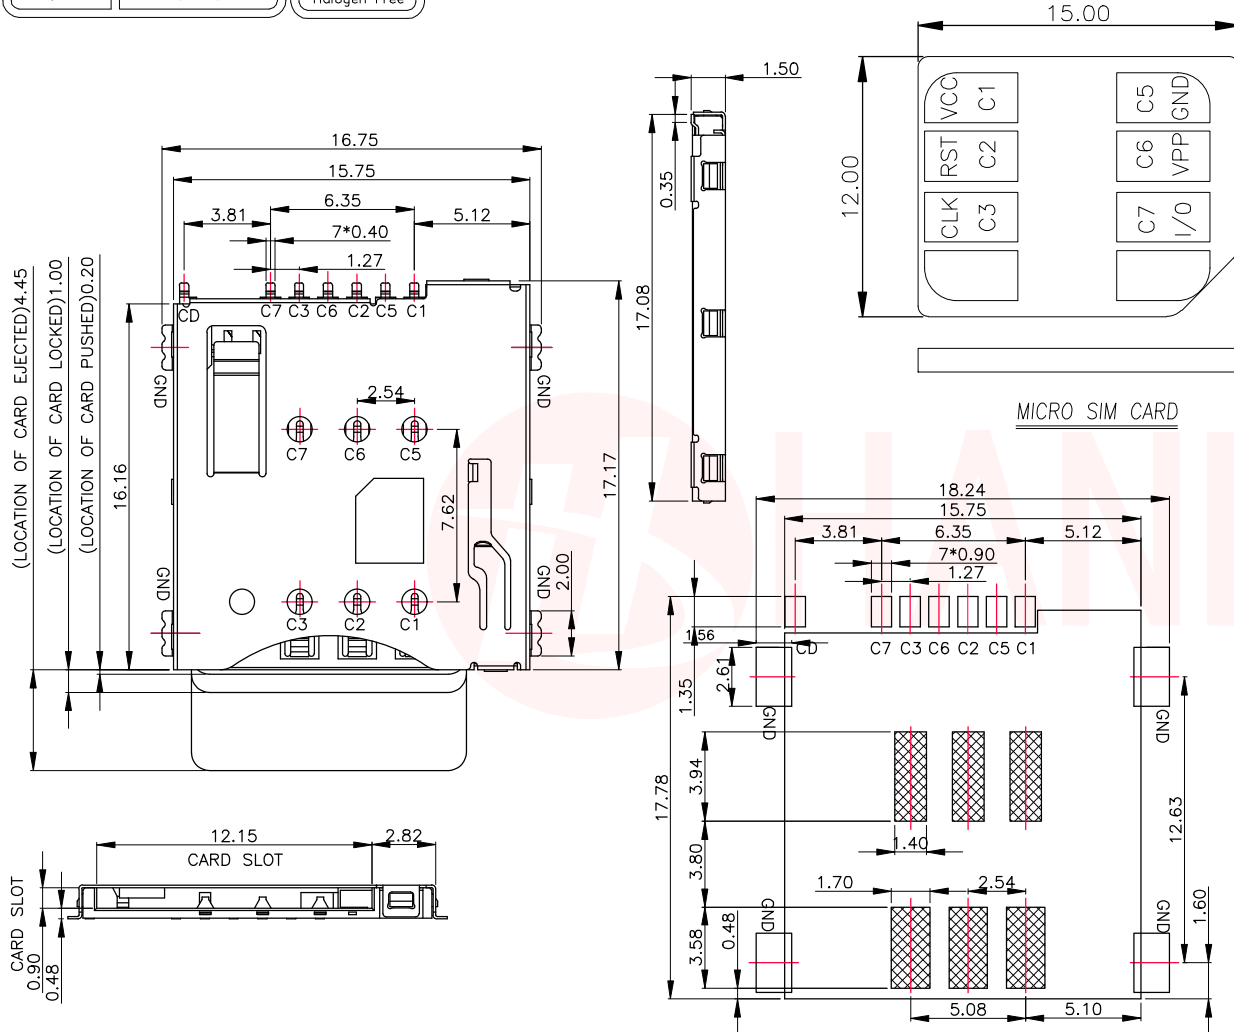 Halogen Free
16.75
15.75
6.35
3.81
5.12
7*0.40
1.27
CD
C7
C3
C6
C2
C5
C1
GND
GND
(LOCATION OF CARD EJECTED)4.45
(LOCATION OF CARD LOCKED)1.00
(LOCATION OF CARD PUSHED)0.20
16.16
2.54
C7
C6
C5
7.62
17.17
GND
GND
2.00
C3
C2
C1
12.15
2.82
CARD SLOT
CARD SLOT
0.90
0.48
1.50
0.35
17.08
15.00
12.00
VCC
C1
C5
GND
RST
C2
C6
VPP
CLK
C3
C7
I/O
MICRO SIM CARD
HAN
18.24
15.75
3.81
6.35
5.12
7*0.90
1.27
1.56
CD
C7
C3
C6
C2
C5
C1
2.61
1.35
GND
GND
17.78
3.94
3.80
1.40
12.63
1.70
2.54
GND
GND
3.58
0.48
1.60
5.08
5.10